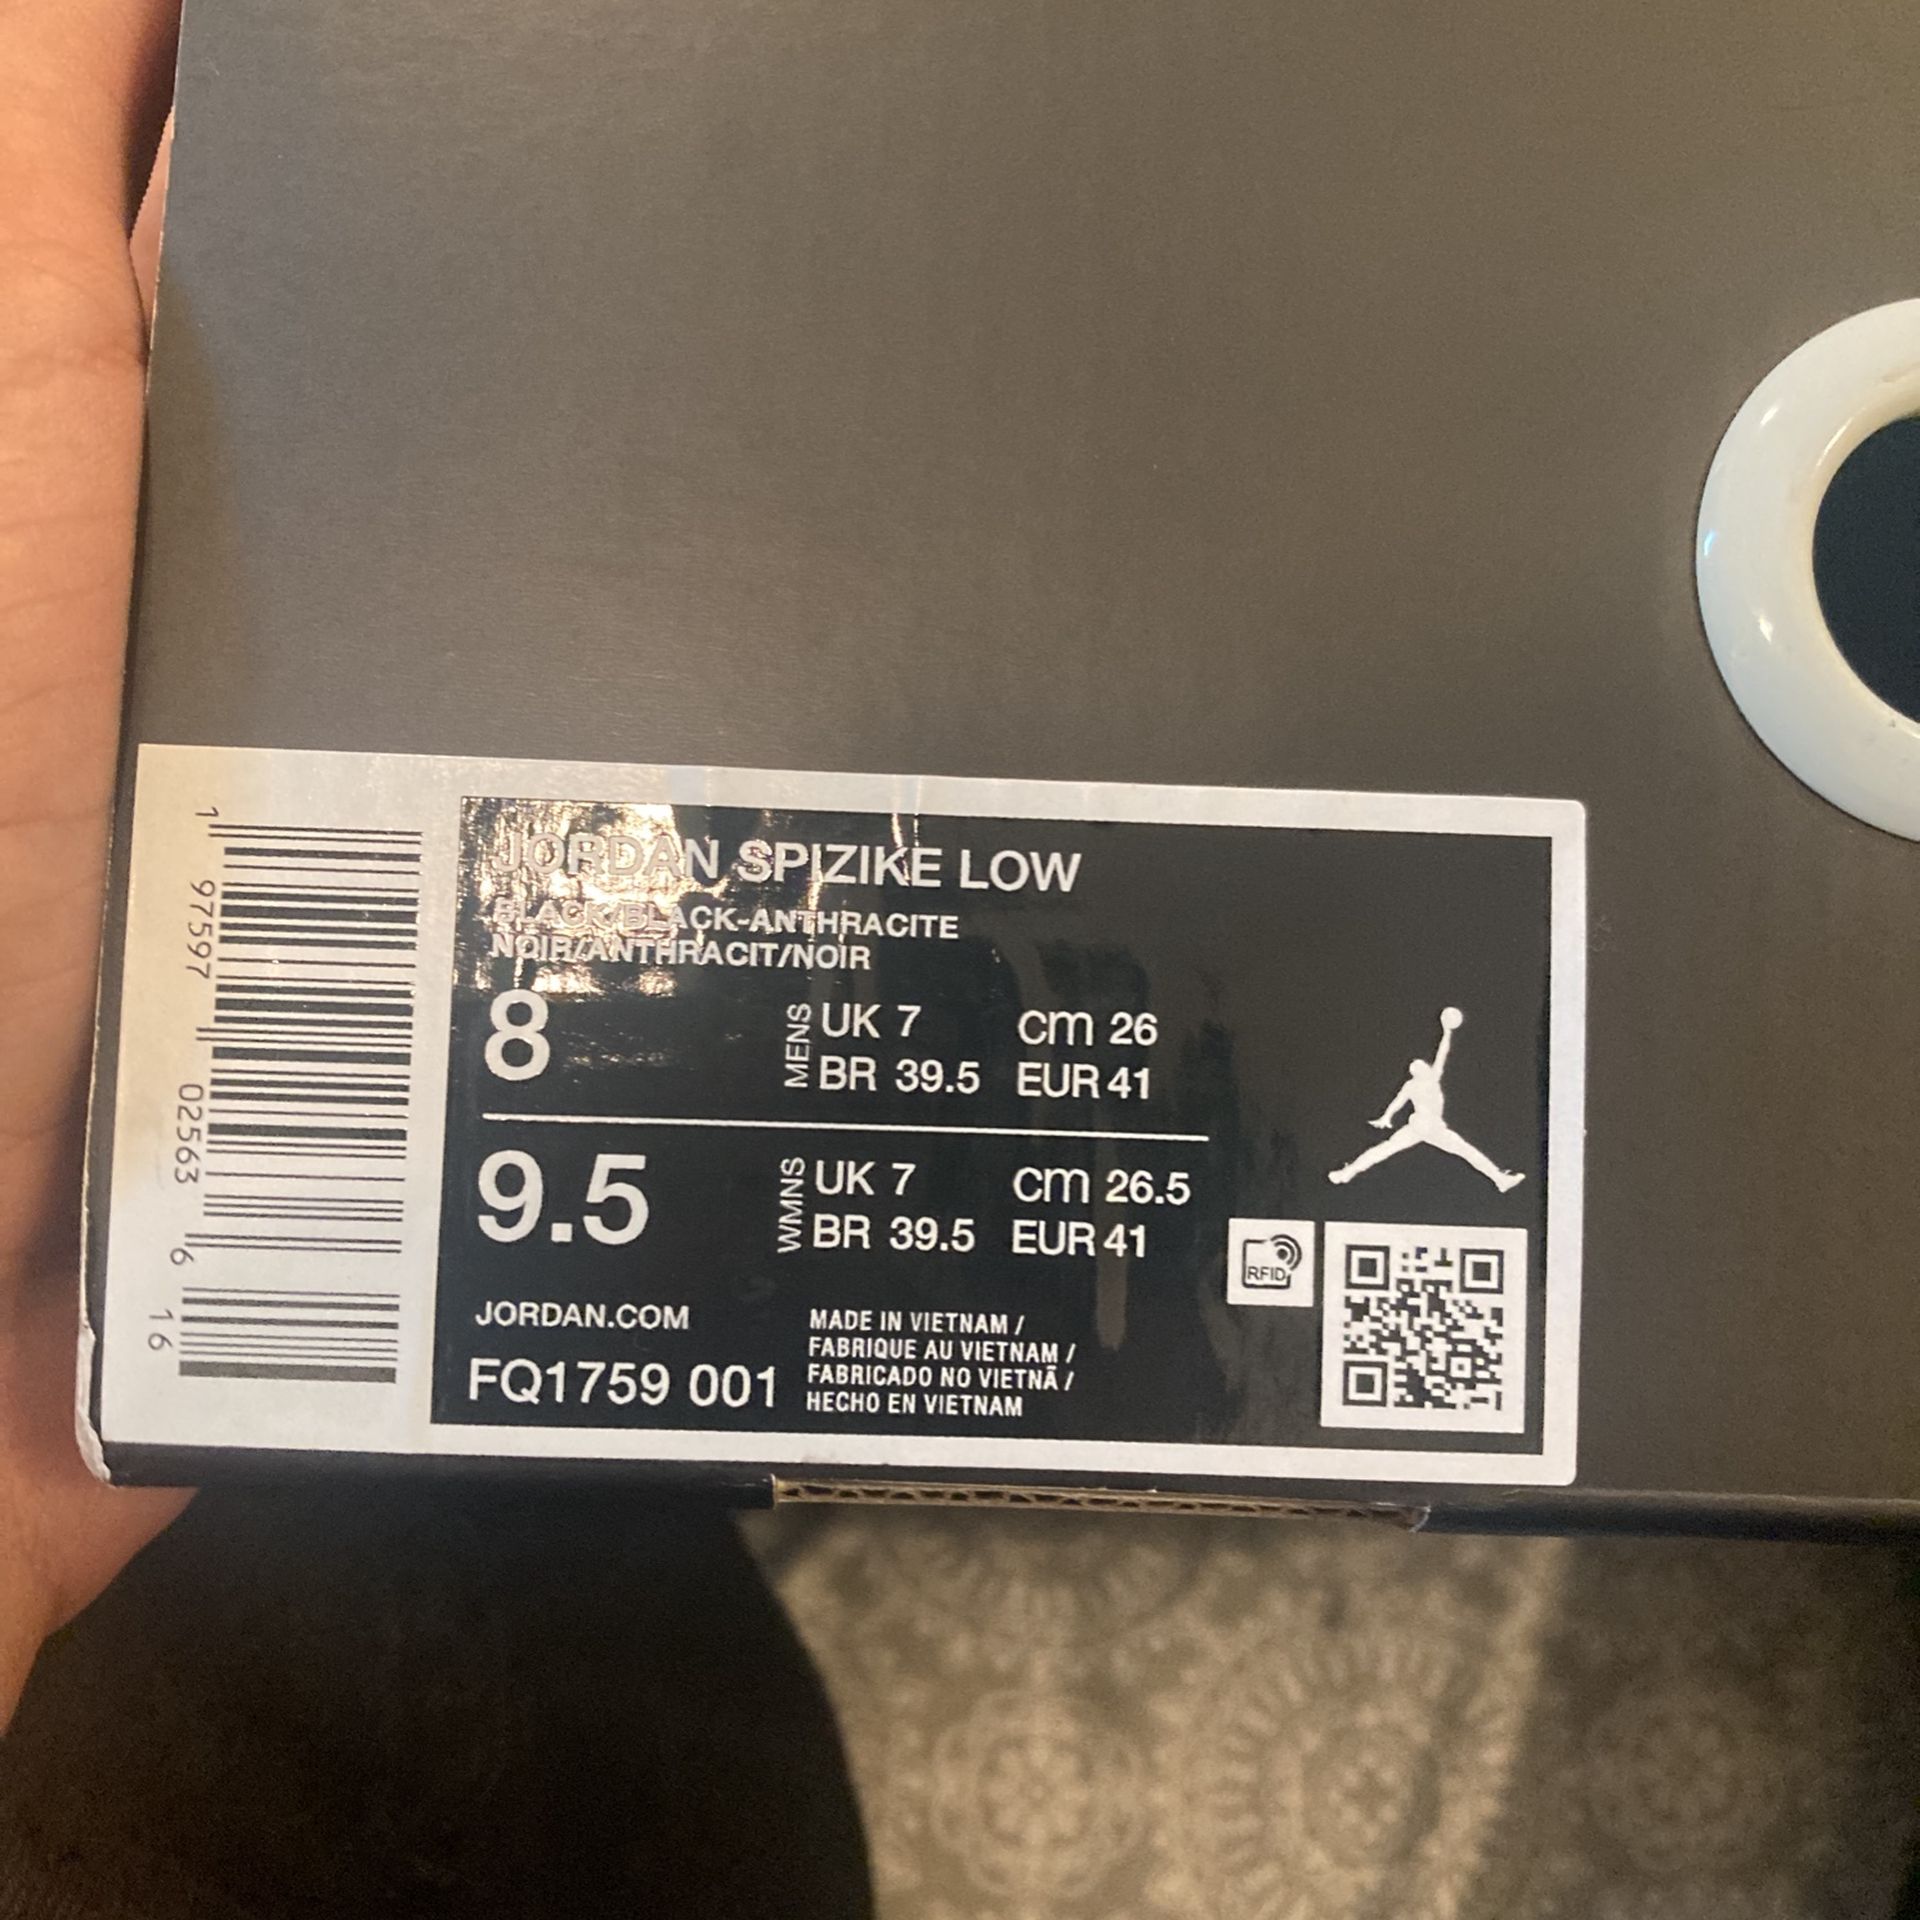 JORDAN SPIZIKE LOW
BLACK/BLACK-ANTHRACITE
NOIR/ANTHRACIT/NOIR
8
MENS
UK 7 cm 26
BR 39.5 EUR 41
9.5
WMNS
UK 7 cm 26.5
BR 39.5 EUR 41
JORDAN.COM
FQ1759 001
MADE IN VIETNAM /
FABRIQUE AU VIETNAM /
FABRICADO NO VIETNÃ /
HECHO EN VIETNAM
RFID
1 97597 02563 6 16